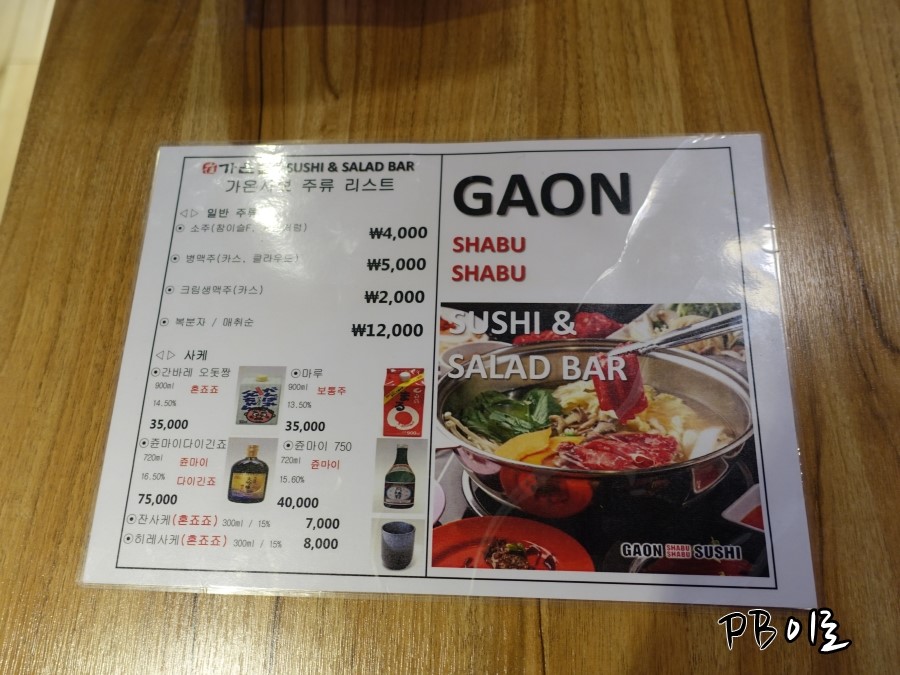 SUSHI & SALAD BAR
주류 리스트
◁▷ 일반 주류
⊙ 소주(참이슬F,
₩4,000
⊙ 병맥주(카스, 클라우드)
₩5,000
⊙ 크림생맥주(카스)
₩2,000
⊙ 복분자 / 매취순
₩12,000
◁▷ 사케
⊙간바레 오또짱
900ml 혼죠죠
14.50%
35,000
⊙마루
900ml 보통주
13.50%
35,000
⊙쥰마이다이긴죠
720ml 쥰마이
16.50% 다이긴죠
75,000
⊙쥰마이 750
720ml 쥰마이
15.60%
40,000
⊙잔사케(혼죠죠) 300ml / 15% 7,000
⊙히레사케(혼죠죠) 300ml / 15% 8,000
GAON
SHABU
SHABU
SUSHI &
SALAD BAR
GAON SHABU SHABU SUSHI
PB이로